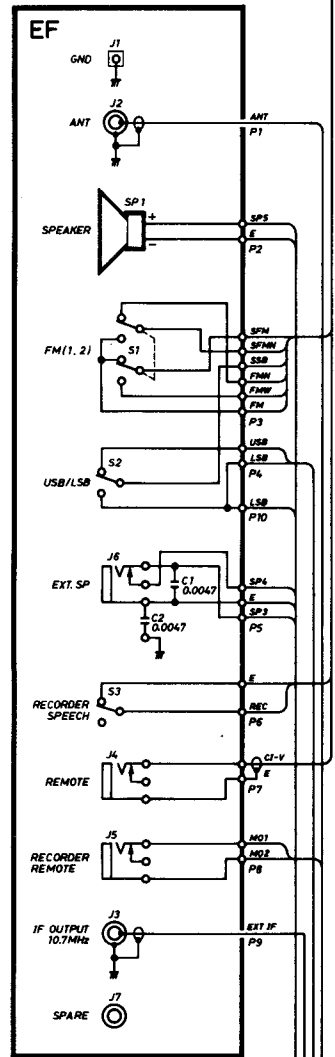 EF
J1
GND
J2
ANT
ANT
P1
SP1
SPEAKER
+
-
SP5
E
P2
FM(1, 2)
S1
SFM
SFMN
SSB
FMN
FMW
FM
P3
S2
USB/LSB
USB
LSB
P4
LSB
P10
J6
EXT. SP
C1
0.0047
C2
0.0047
SP4
E
SP3
P5
S3
RECORDER
SPEECH
E
REC
P6
J4
REMOTE
CI-V
E
P7
J5
RECORDER
REMOTE
MO1
MO2
P8
J3
IF OUTPUT
10.7MHz
EXT IF
P9
J7
SPARE